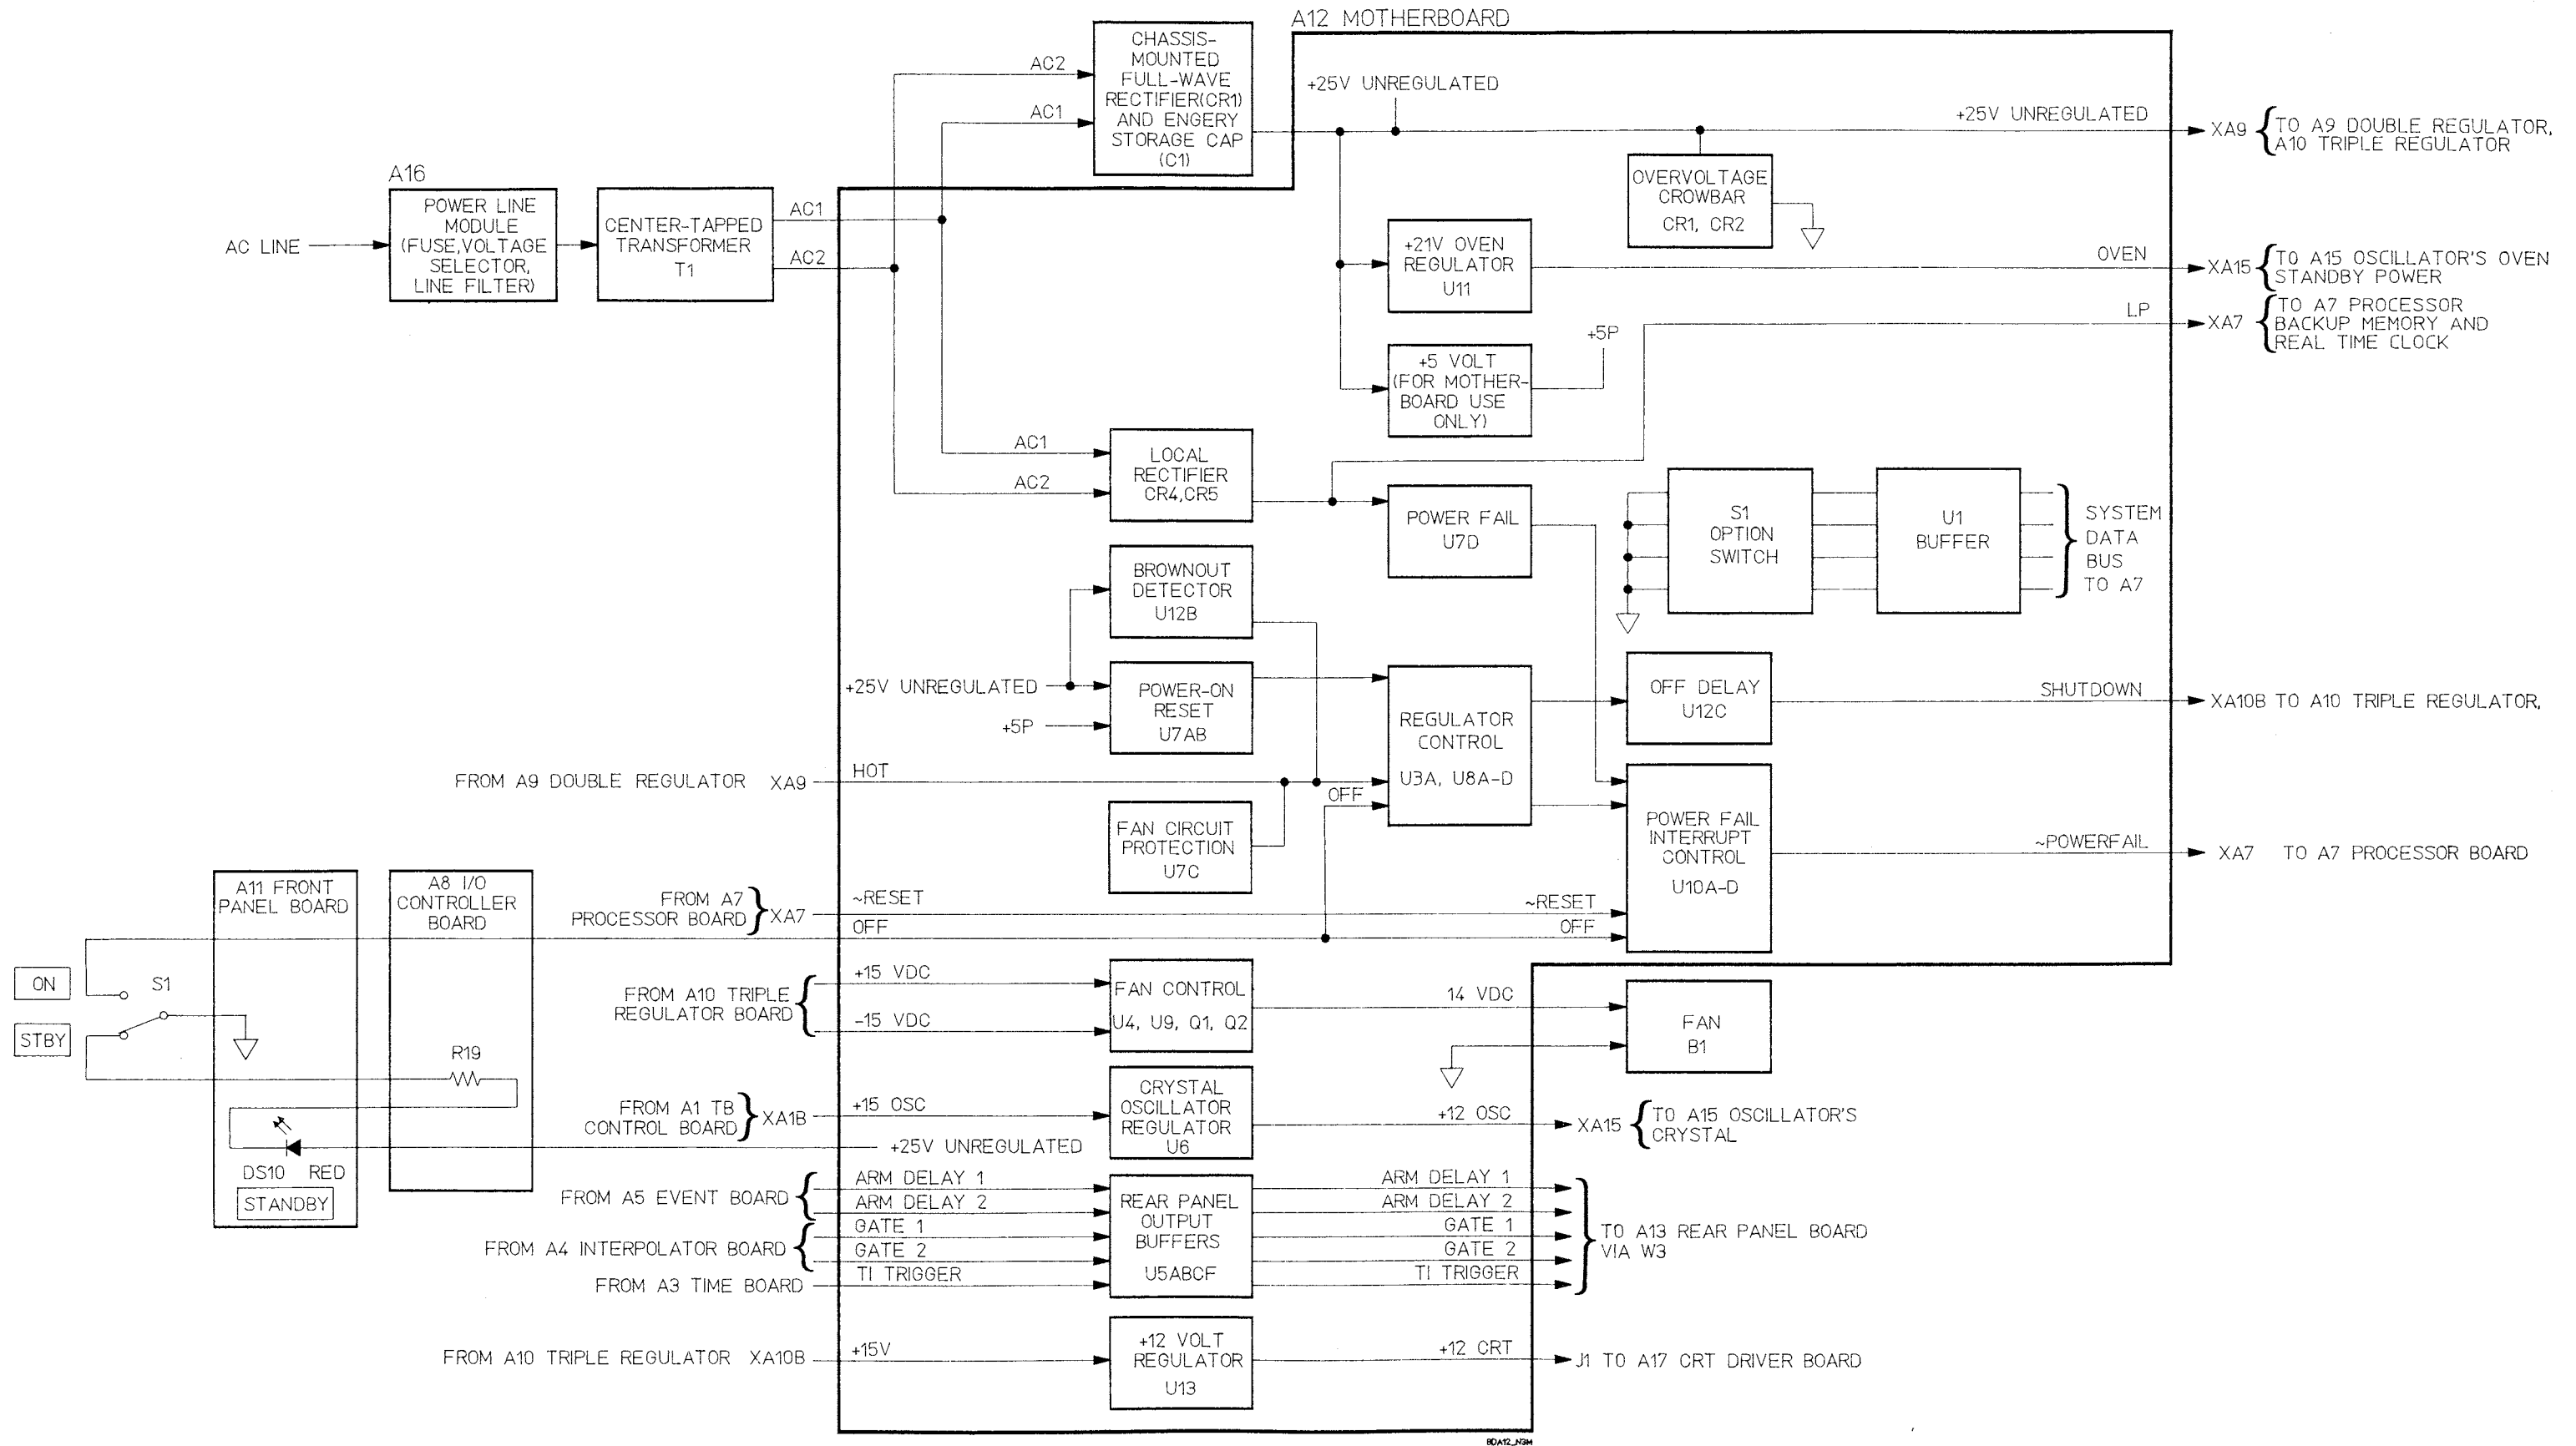 A12 MOTHERBOARD
CHASSIS-
MOUNTED
FULL-WAVE
RECTIFIER(CR1)
AND ENGERY
STORAGE CAP
(C1)
AC2
AC1
+25V UNREGULATED
+25V UNREGULATED
XA9
TO A9 DOUBLE REGULATOR,
A10 TRIPLE REGULATOR
OVERVOLTAGE
CROWBAR
CR1, CR2
A16
POWER LINE
MODULE
(FUSE,VOLTAGE
SELECTOR,
LINE FILTER)
AC LINE
CENTER-TAPPED
TRANSFORMER
T1
AC1
AC2
+21V OVEN
REGULATOR
U11
OVEN
XA15
TO A15 OSCILLATOR'S OVEN
STANDBY POWER
LP
XA7
TO A7 PROCESSOR
BACKUP MEMORY AND
REAL TIME CLOCK
+5P
+5 VOLT
(FOR MOTHER-
BOARD USE
ONLY)
AC1
AC2
LOCAL
RECTIFIER
CR4,CR5
POWER FAIL
U7D
S1
OPTION
SWITCH
U1
BUFFER
SYSTEM
DATA
BUS
TO A7
BROWNOUT
DETECTOR
U12B
+25V UNREGULATED
+5P
POWER-ON
RESET
U7AB
REGULATOR
CONTROL
U3A, U8A-D
OFF DELAY
U12C
SHUTDOWN
XA10B TO A10 TRIPLE REGULATOR,
FROM A9 DOUBLE REGULATOR XA9
HOT
OFF
FAN CIRCUIT
PROTECTION
U7C
POWER FAIL
INTERRUPT
CONTROL
U10A-D
~POWERFAIL
XA7 TO A7 PROCESSOR BOARD
A11 FRONT
PANEL BOARD
A8 I/O
CONTROLLER
BOARD
FROM A7
PROCESSOR BOARD
XA7
~RESET
OFF
~RESET
OFF
ON
S1
STBY
R19
DS10 RED
STANDBY
FROM A10 TRIPLE
REGULATOR BOARD
+15 VDC
-15 VDC
FAN CONTROL
U4, U9, Q1, Q2
14 VDC
FAN
B1
FROM A1 TB
CONTROL BOARD
XA1B
+15 OSC
+25V UNREGULATED
CRYSTAL
OSCILLATOR
REGULATOR
U6
+12 OSC
XA15
TO A15 OSCILLATOR'S
CRYSTAL
FROM A5 EVENT BOARD
ARM DELAY 1
ARM DELAY 2
FROM A4 INTERPOLATOR BOARD
GATE 1
GATE 2
FROM A3 TIME BOARD
TI TRIGGER
REAR PANEL
OUTPUT
BUFFERS
U5ABCF
ARM DELAY 1
ARM DELAY 2
GATE 1
GATE 2
TI TRIGGER
TO A13 REAR PANEL BOARD
VIA W3
FROM A10 TRIPLE REGULATOR XA10B
+15V
+12 VOLT
REGULATOR
U13
+12 CRT
J1 TO A17 CRT DRIVER BOARD
BDA12_N3M